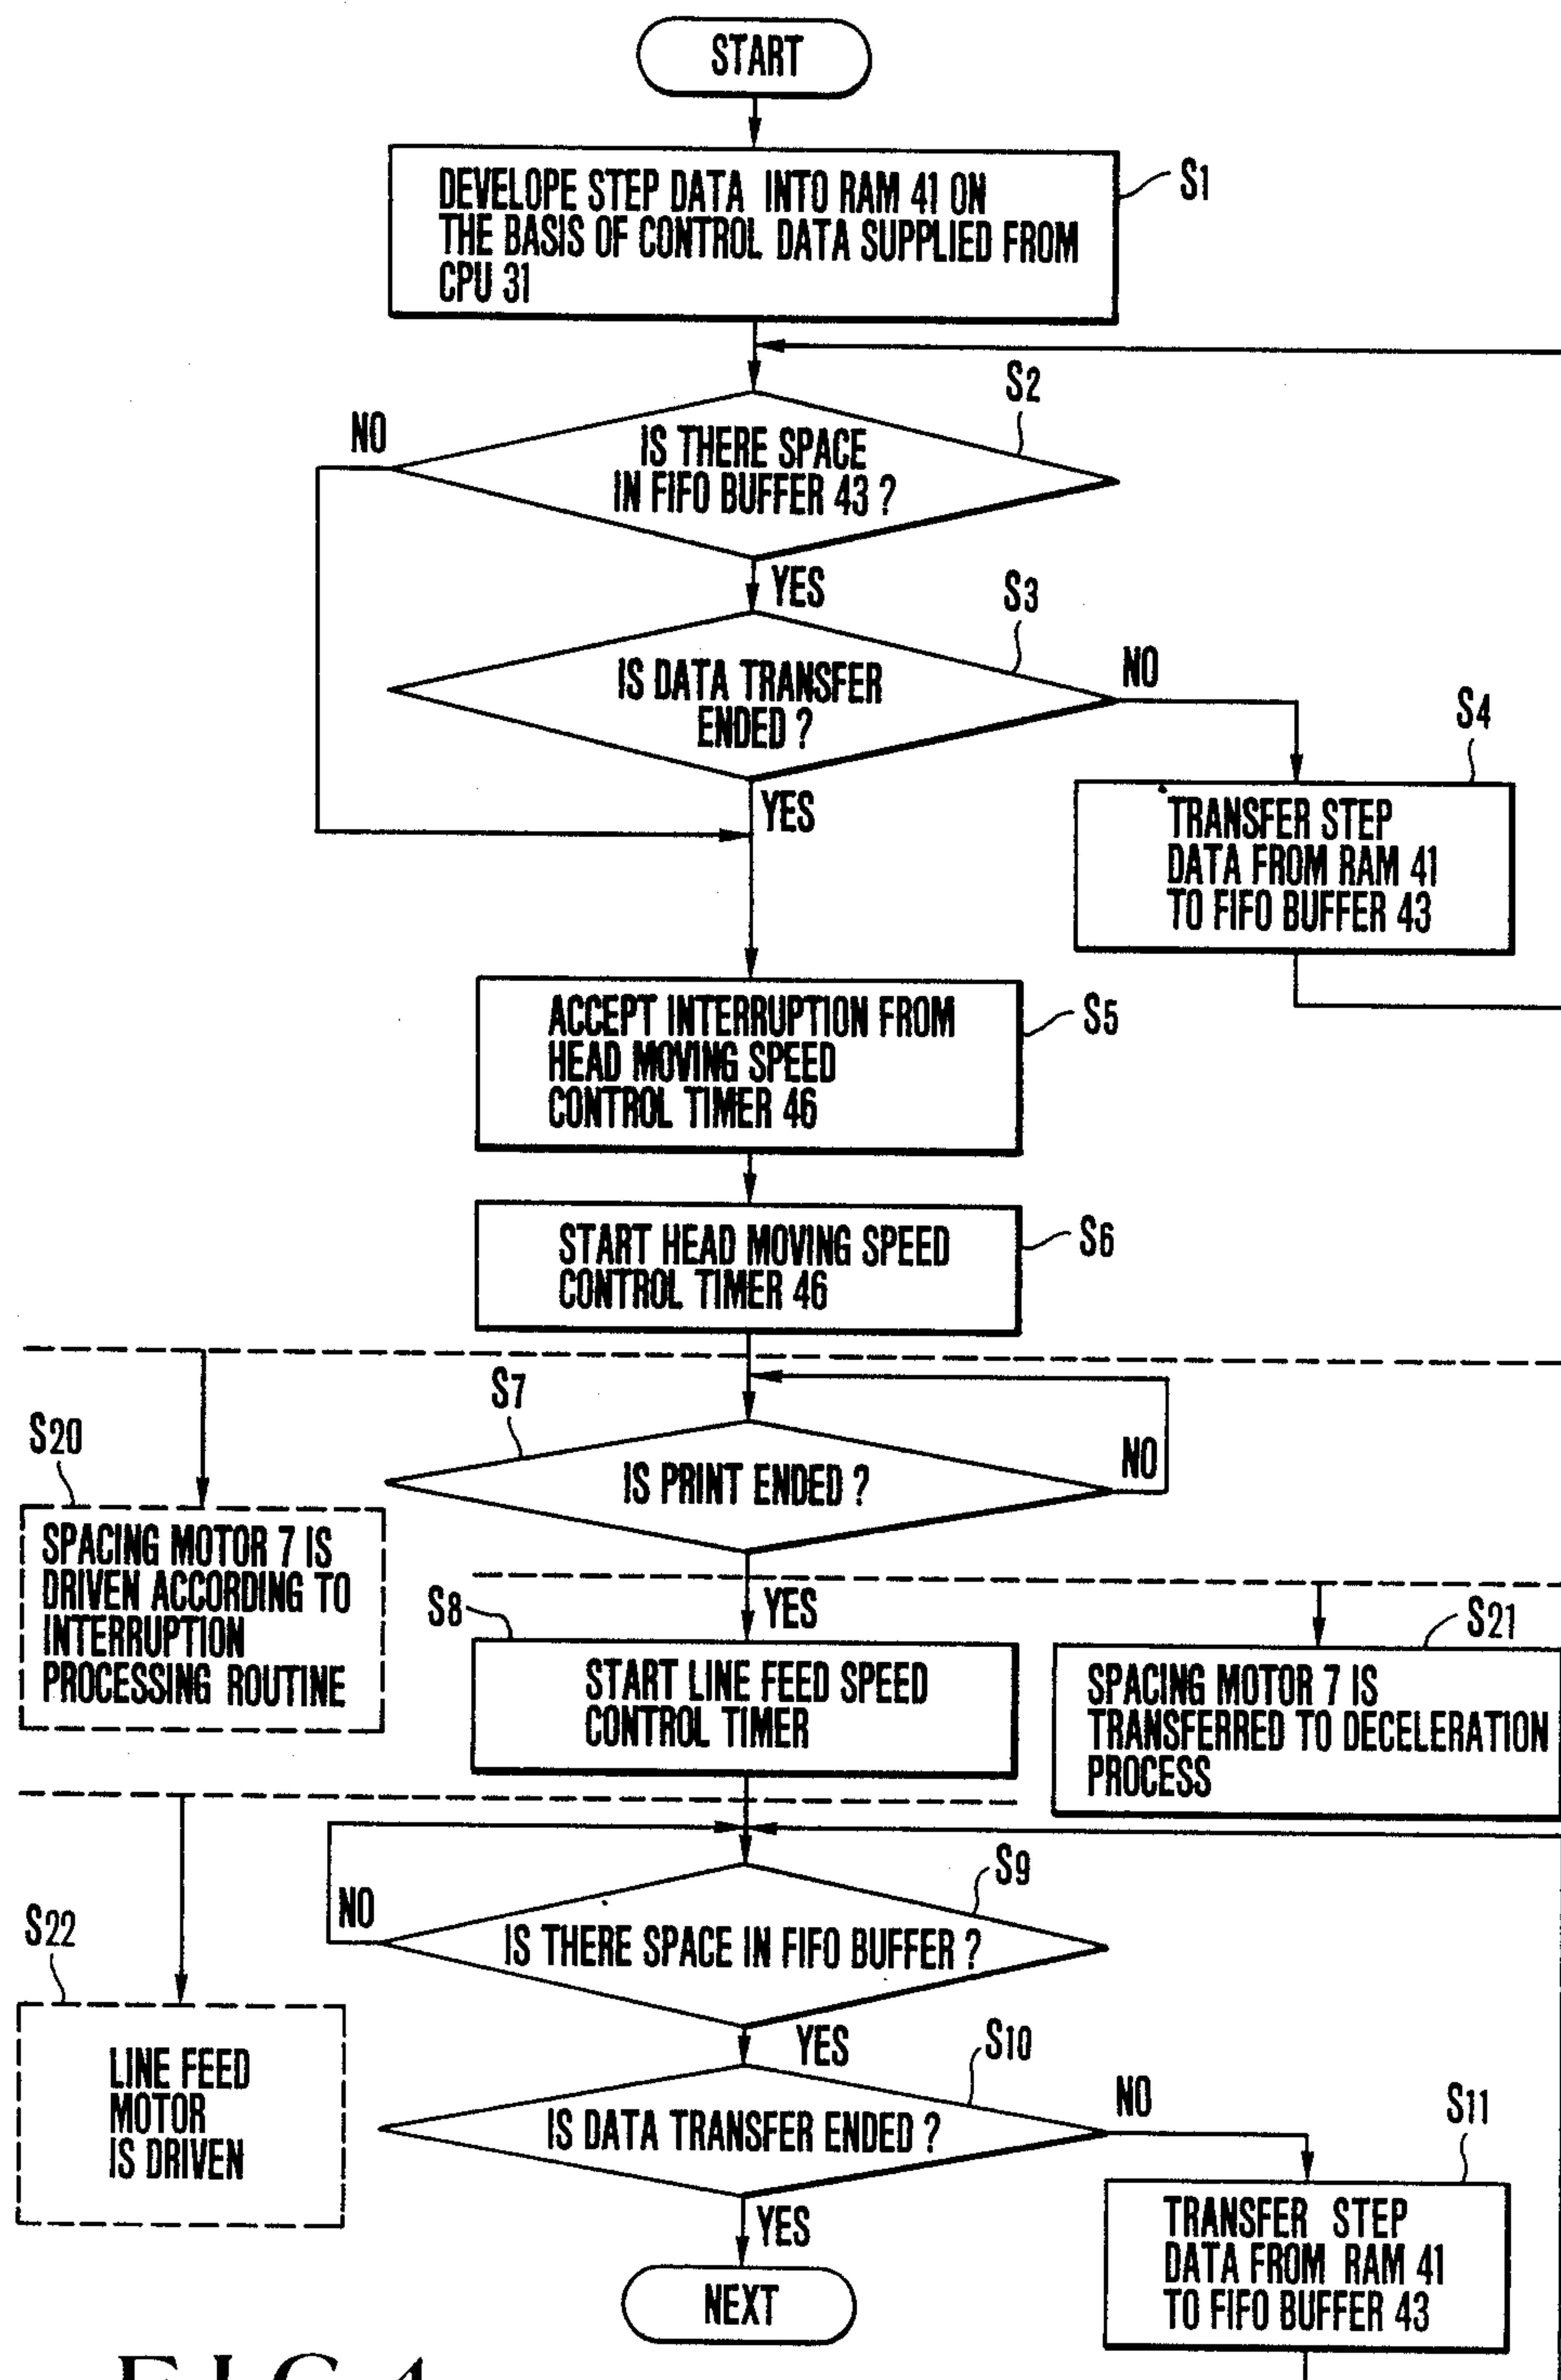 START
S1
DEVELOPE STEP DATA INTO RAM 41 ON
THE BASIS OF CONTROL DATA SUPPLIED FROM
CPU 31
S2
NO
IS THERE SPACE
IN FIFO BUFFER 43 ?
YES
S3
IS DATA TRANSFER
ENDED ?
NO
YES
S4
TRANSFER STEP
DATA FROM RAM 41
TO FIFO BUFFER 43
S5
ACCEPT INTERRUPTION FROM
HEAD MOVING SPEED
CONTROL TIMER 46
S6
START HEAD MOVING SPEED
CONTROL TIMER 46
S7
IS PRINT ENDED ?
NO
S20
SPACING MOTOR 7 IS
DRIVEN ACCORDING TO
INTERRUPTION
PROCESSING ROUTINE
YES
S8
START LINE FEED SPEED
CONTROL TIMER
S21
SPACING MOTOR 7 IS
TRANSFERRED TO DECELERATION
PROCESS
S9
NO
IS THERE SPACE IN FIFO BUFFER ?
S22
LINE FEED
MOTOR
IS DRIVEN
YES
S10
IS DATA TRANSFER ENDED ?
NO
S11
TRANSFER STEP
DATA FROM RAM 41
TO FIFO BUFFER 43
YES
NEXT